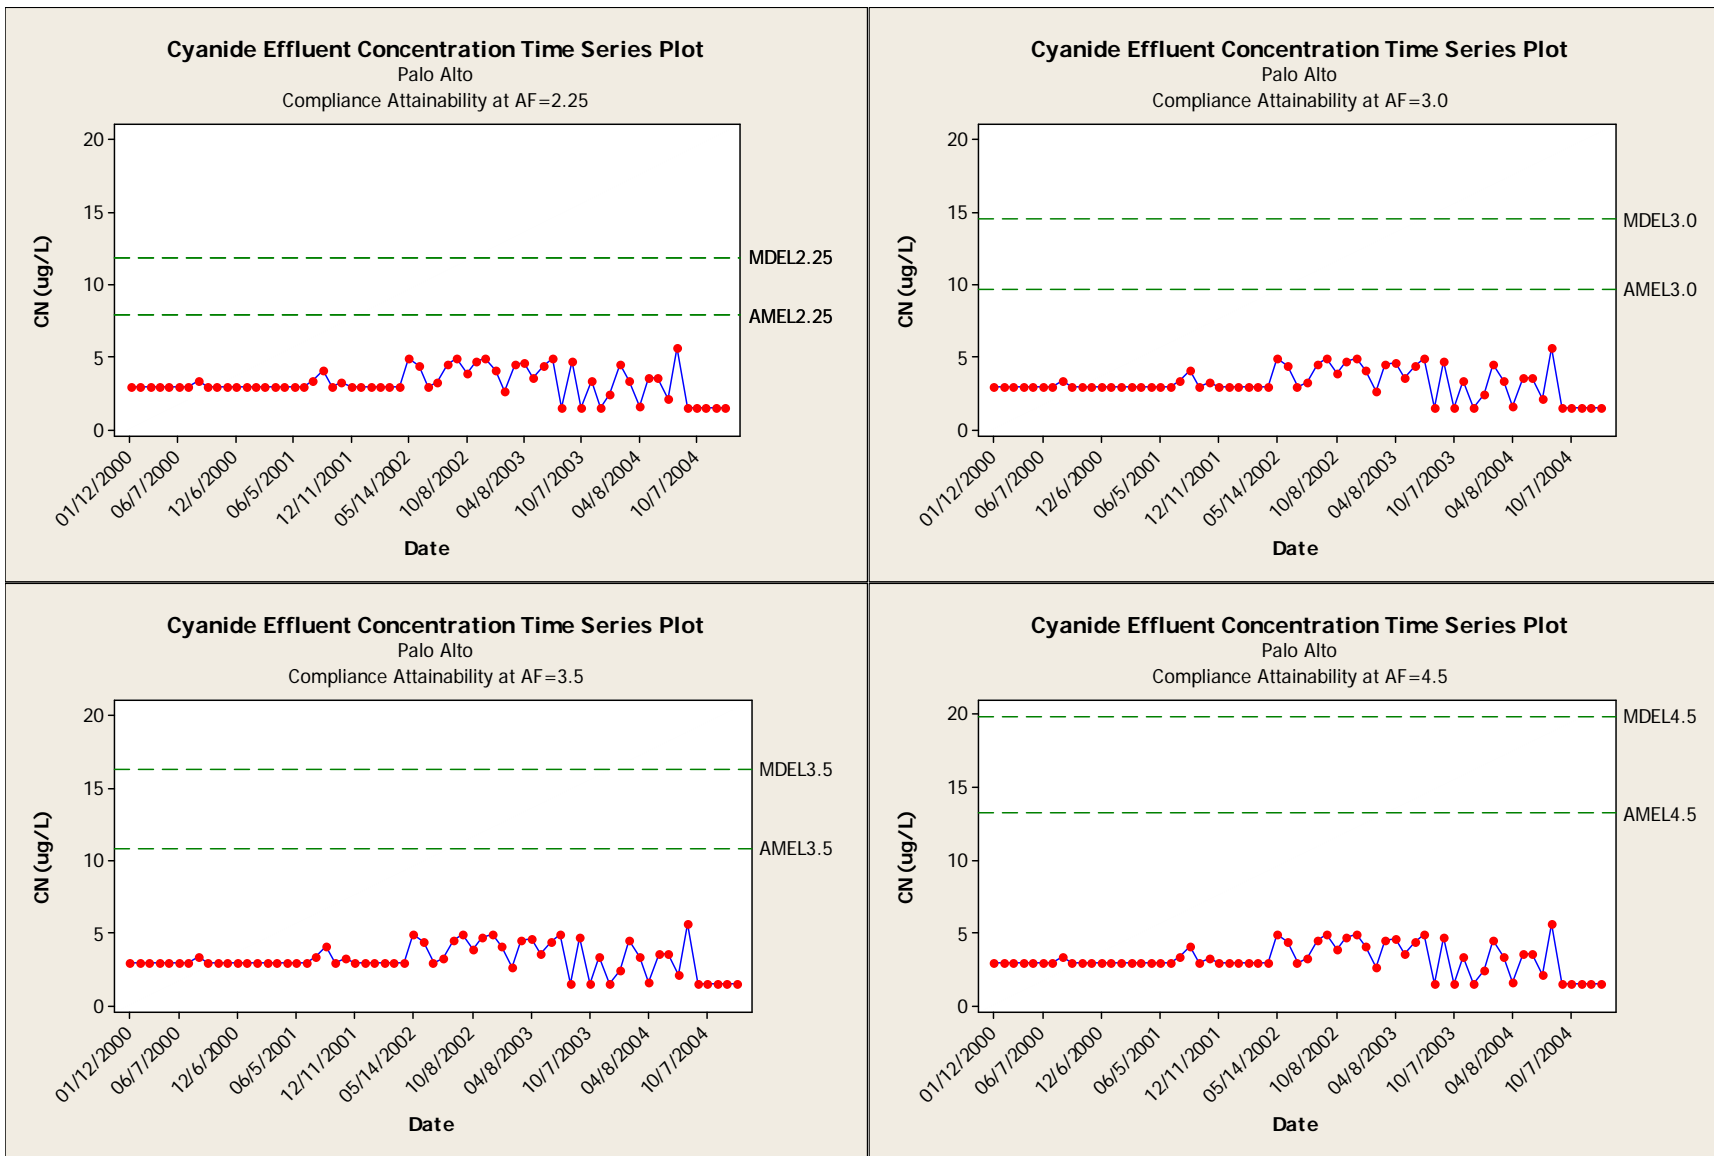 Cyanide Effluent Concentration Time Series Plot
Palo Alto
Compliance Attainability at AF=2.25
20
15
10
5
0
CN (ug/L)
MDEL2.25
AMEL2.25
01/12/2000
06/7/2000
12/6/2000
06/5/2001
12/11/2001
05/14/2002
10/8/2002
04/8/2003
10/7/2003
04/8/2004
10/7/2004
Date
Cyanide Effluent Concentration Time Series Plot
Palo Alto
Compliance Attainability at AF=3.0
20
15
10
5
0
CN (ug/L)
MDEL3.0
AMEL3.0
01/12/2000
06/7/2000
12/6/2000
06/5/2001
12/11/2001
05/14/2002
10/8/2002
04/8/2003
10/7/2003
04/8/2004
10/7/2004
Date
Cyanide Effluent Concentration Time Series Plot
Palo Alto
Compliance Attainability at AF=3.5
20
15
10
5
0
CN (ug/L)
MDEL3.5
AMEL3.5
01/12/2000
06/7/2000
12/6/2000
06/5/2001
12/11/2001
05/14/2002
10/8/2002
04/8/2003
10/7/2003
04/8/2004
10/7/2004
Date
Cyanide Effluent Concentration Time Series Plot
Palo Alto
Compliance Attainability at AF=4.5
20
15
10
5
0
CN (ug/L)
MDEL4.5
AMEL4.5
01/12/2000
06/7/2000
12/6/2000
06/5/2001
12/11/2001
05/14/2002
10/8/2002
04/8/2003
10/7/2003
04/8/2004
10/7/2004
Date